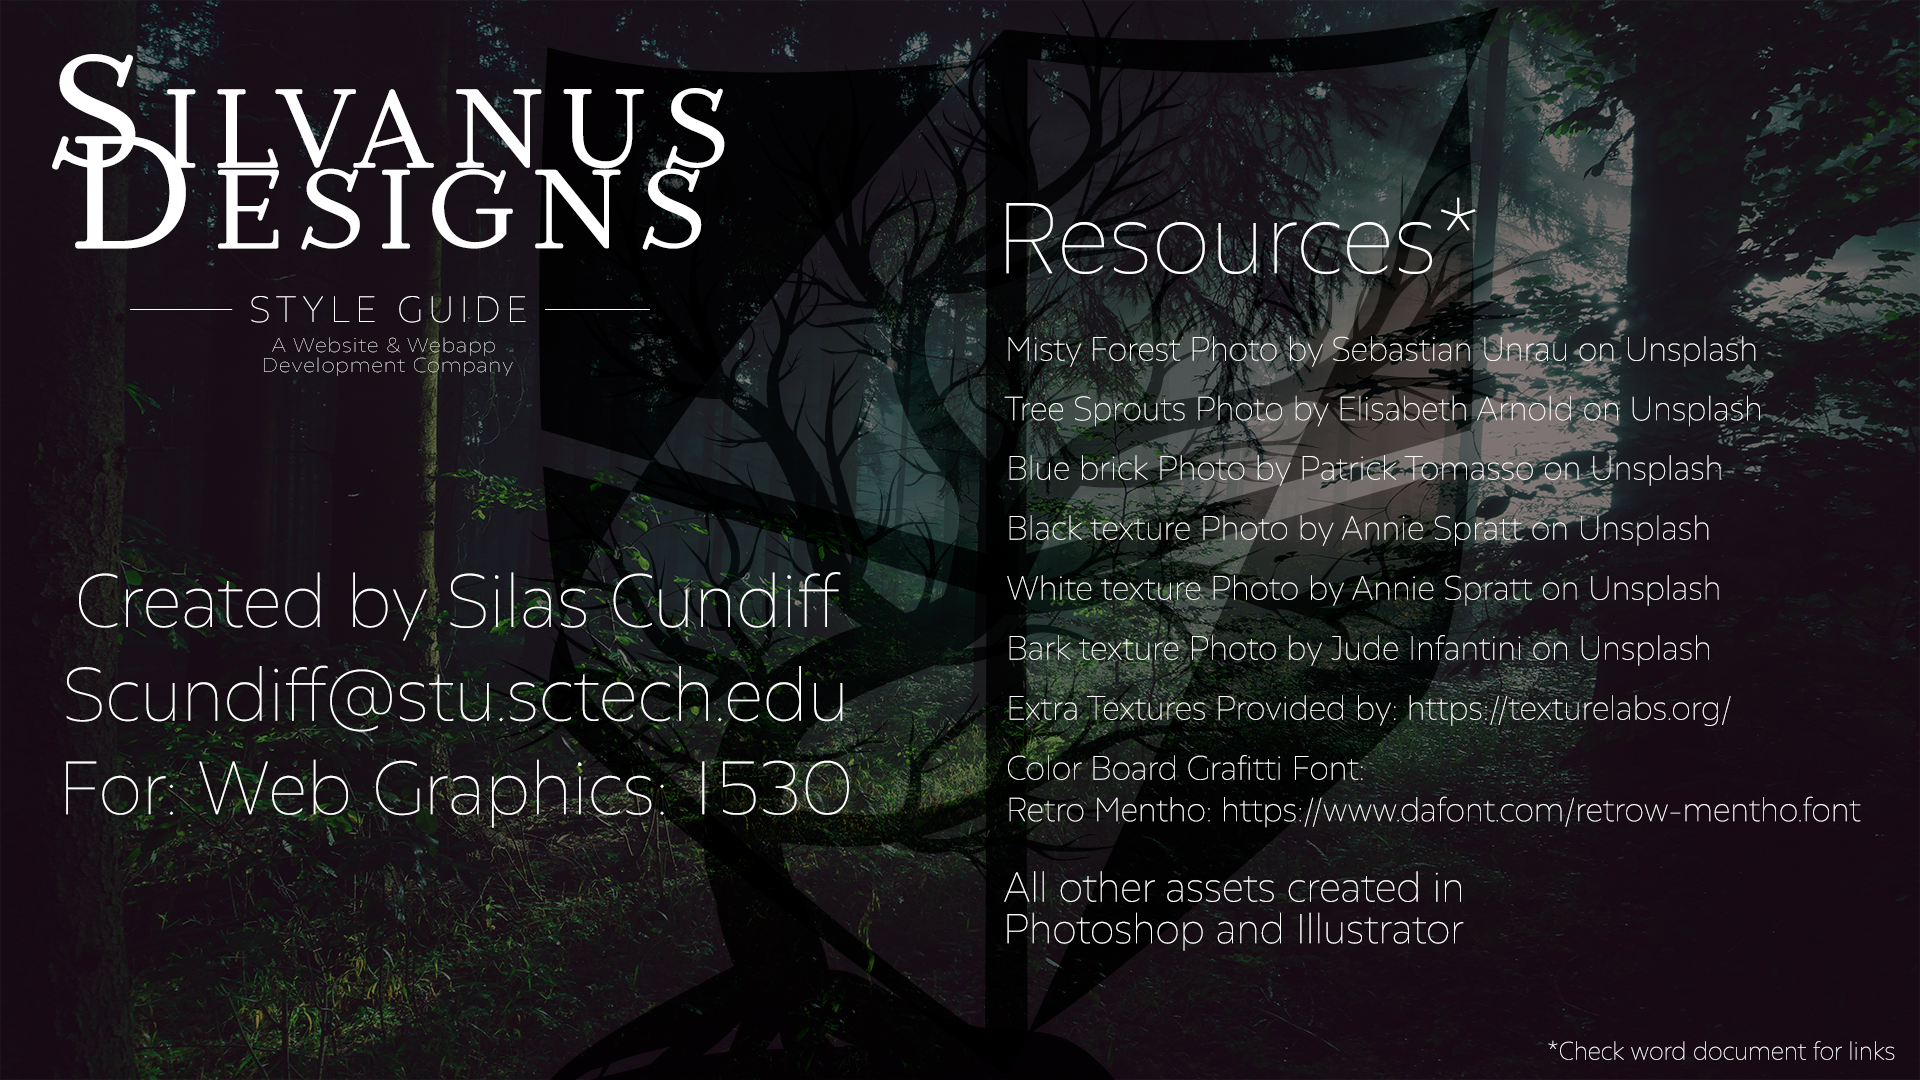 SILVANUS
DESIGNS
STYLE GUIDE
A Website & Webapp
Development Company
Created by Silas Cundiff
Scundiff@stu.sctech.edu
For: Web Graphics: 1530
Resources*
Misty Forest Photo by Sebastian Unrau on Unsplash
Tree Sprouts Photo by Elisabeth Arnold on Unsplash
Blue brick Photo by Patrick Tomasso on Unsplash
Black texture Photo by Annie Spratt on Unsplash
White texture Photo by Annie Spratt on Unsplash
Bark texture Photo by Jude Infantini on Unsplash
Extra Textures Provided by: https://texturelabs.org/
Color Board Grafitti Font:
Retro Mentho: https://www.dafont.com/retrow-mentho.font
All other assets created in
Photoshop and Illustrator
*Check word document for links